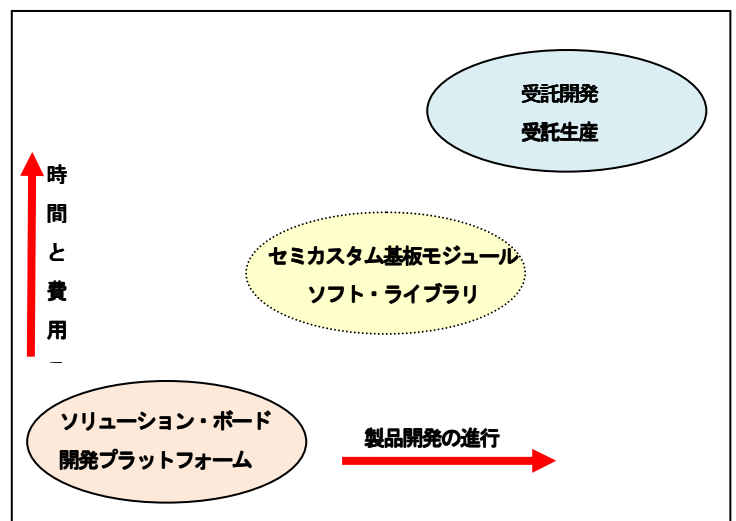 受託開発
受託生産
時
間
と
費
用
セミカスタム基板モジュール
ソフト・ライブラリ
ソリューション・ボード
開発プラットフォーム
製品開発の進行